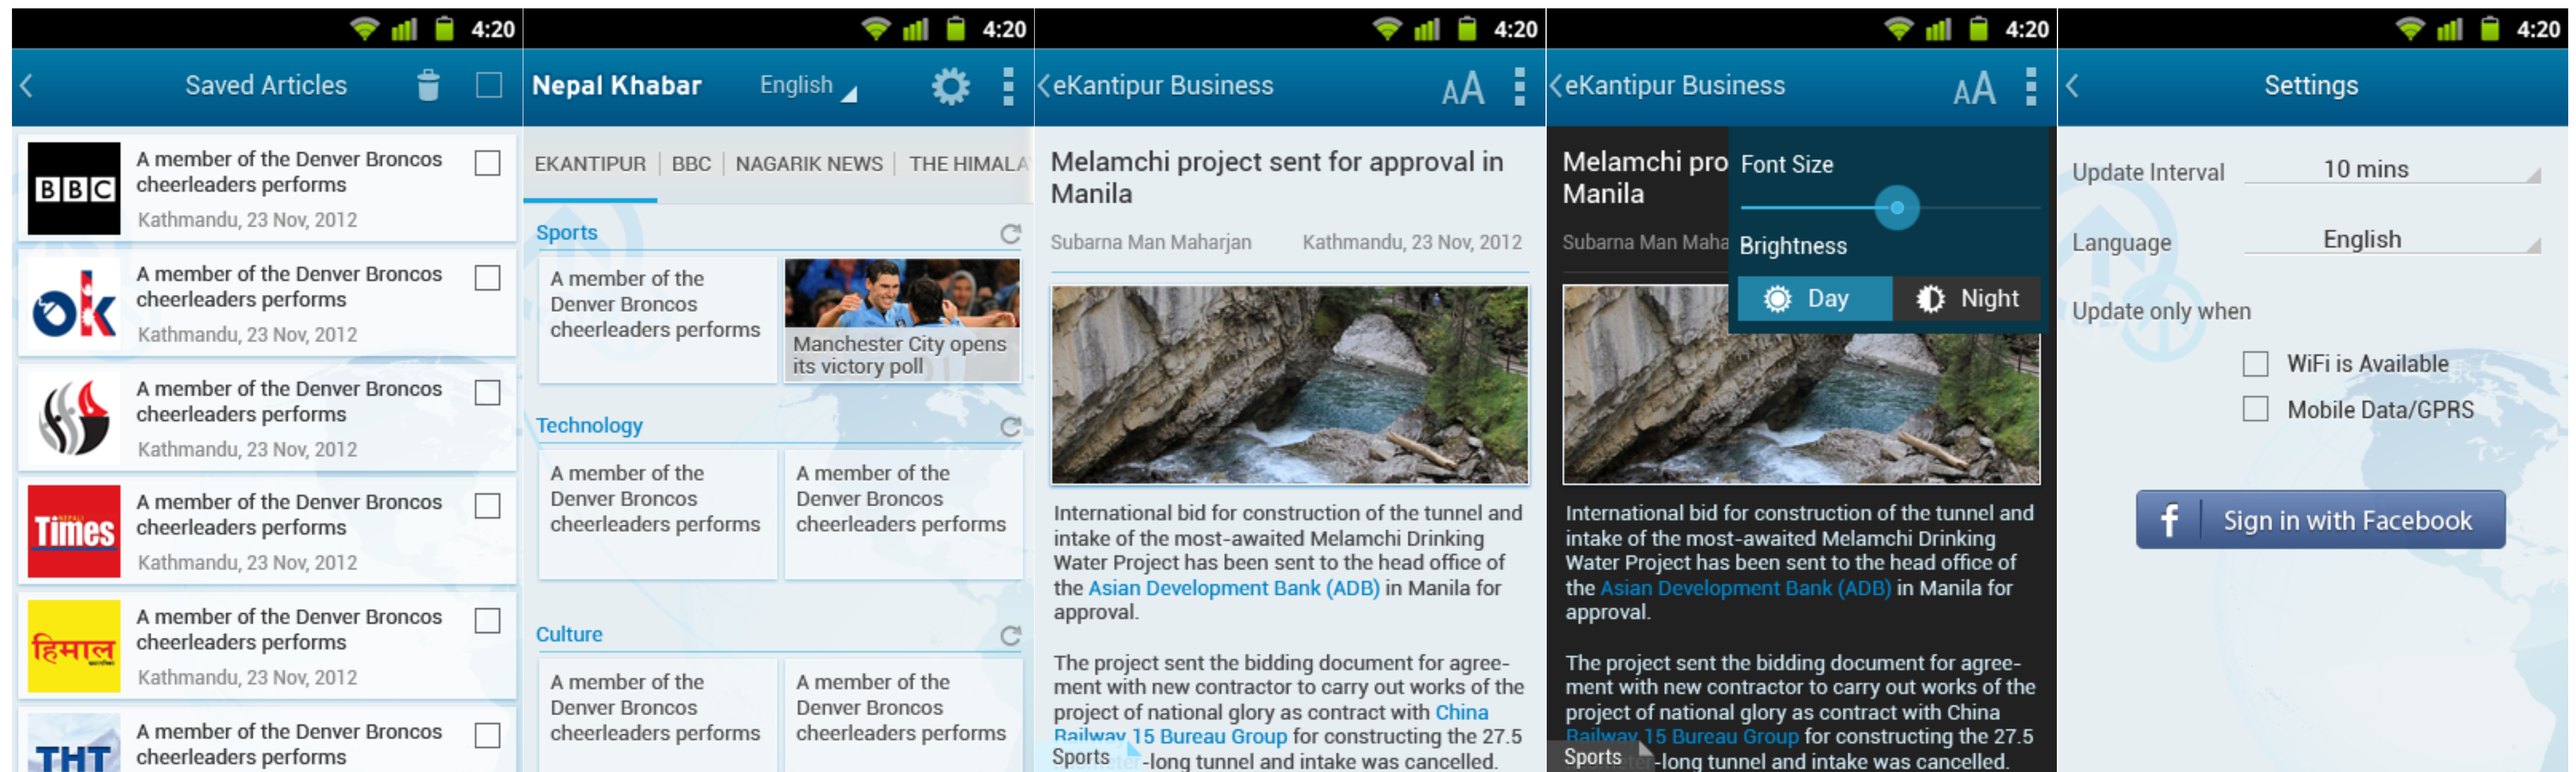 4:20
Saved Articles
BBC
A member of the Denver Broncos
cheerleaders performs
Kathmandu, 23 Nov, 2012
ok
A member of the Denver Broncos
cheerleaders performs
Kathmandu, 23 Nov, 2012
A member of the Denver Broncos
cheerleaders performs
Kathmandu, 23 Nov, 2012
NEPALI
Times
A member of the Denver Broncos
cheerleaders performs
Kathmandu, 23 Nov, 2012
हिमाल
A member of the Denver Broncos
cheerleaders performs
Kathmandu, 23 Nov, 2012
THT
A member of the Denver Broncos
cheerleaders performs
4:20
Nepal Khabar English
EKANTIPUR | BBC | NAGARIK NEWS | THE HIMALA
Sports
A member of the
Denver Broncos
cheerleaders performs
Manchester City opens
its victory poll
Technology
A member of the
Denver Broncos
cheerleaders performs
A member of the
Denver Broncos
cheerleaders performs
Culture
A member of the
Denver Broncos
cheerleaders performs
A member of the
Denver Broncos
cheerleaders performs
4:20
eKantipur Business AA
Melamchi project sent for approval in
Manila
Subarna Man Maharjan Kathmandu, 23 Nov, 2012
International bid for construction of the tunnel and
intake of the most-awaited Melamchi Drinking
Water Project has been sent to the head office of
the Asian Development Bank (ADB) in Manila for
approval.
The project sent the bidding document for agree-
ment with new contractor to carry out works of the
project of national glory as contract with China
Railway 15 Bureau Group for constructing the 27.5
-long tunnel and intake was cancelled.
Sports
4:20
eKantipur Business AA
Melamchi pro
Manila
Subarna Man Maha
Font Size
Brightness
Day Night
International bid for construction of the tunnel and
intake of the most-awaited Melamchi Drinking
Water Project has been sent to the head office of
the Asian Development Bank (ADB) in Manila for
approval.
The project sent the bidding document for agree-
ment with new contractor to carry out works of the
project of national glory as contract with China
Railway 15 Bureau Group for constructing the 27.5
-long tunnel and intake was cancelled.
Sports
4:20
Settings
Update Interval 10 mins
Language English
Update only when
WiFi is Available
Mobile Data/GPRS
f Sign in with Facebook